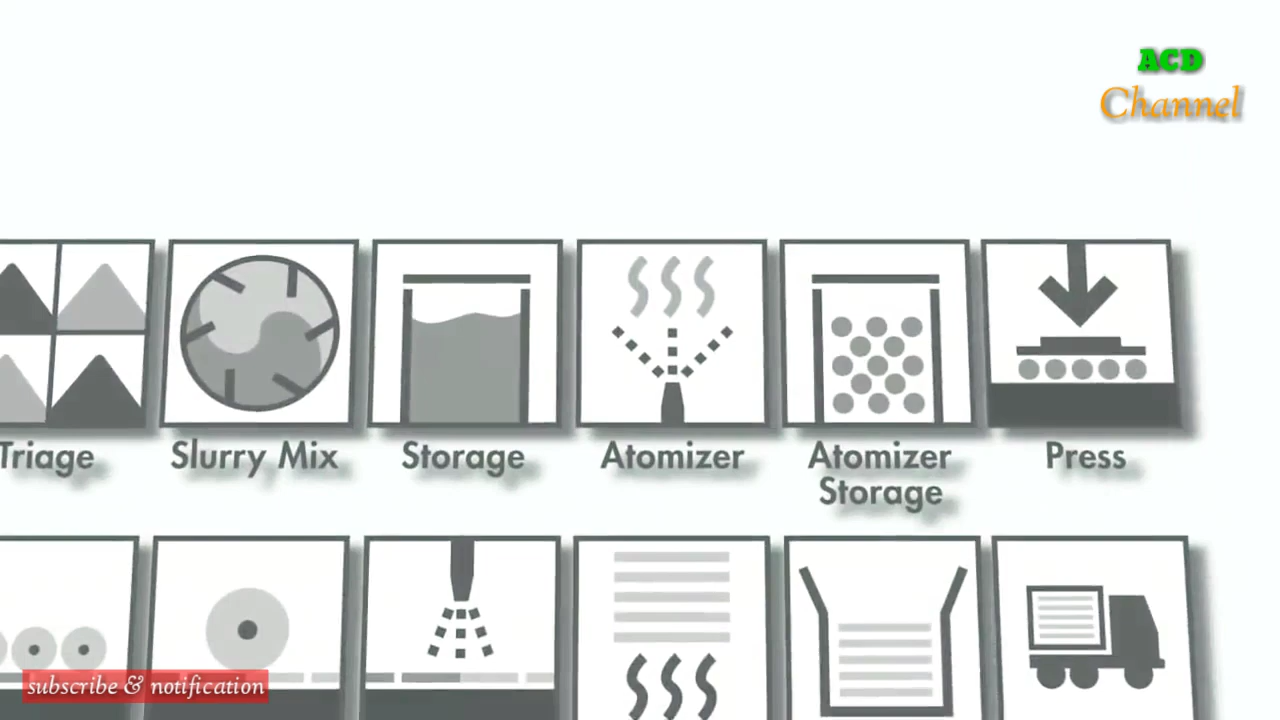 ACD
Channel
Triage
Slurry Mix
Storage
Atomizer
Atomizer
Storage
Press
subscribe & notification